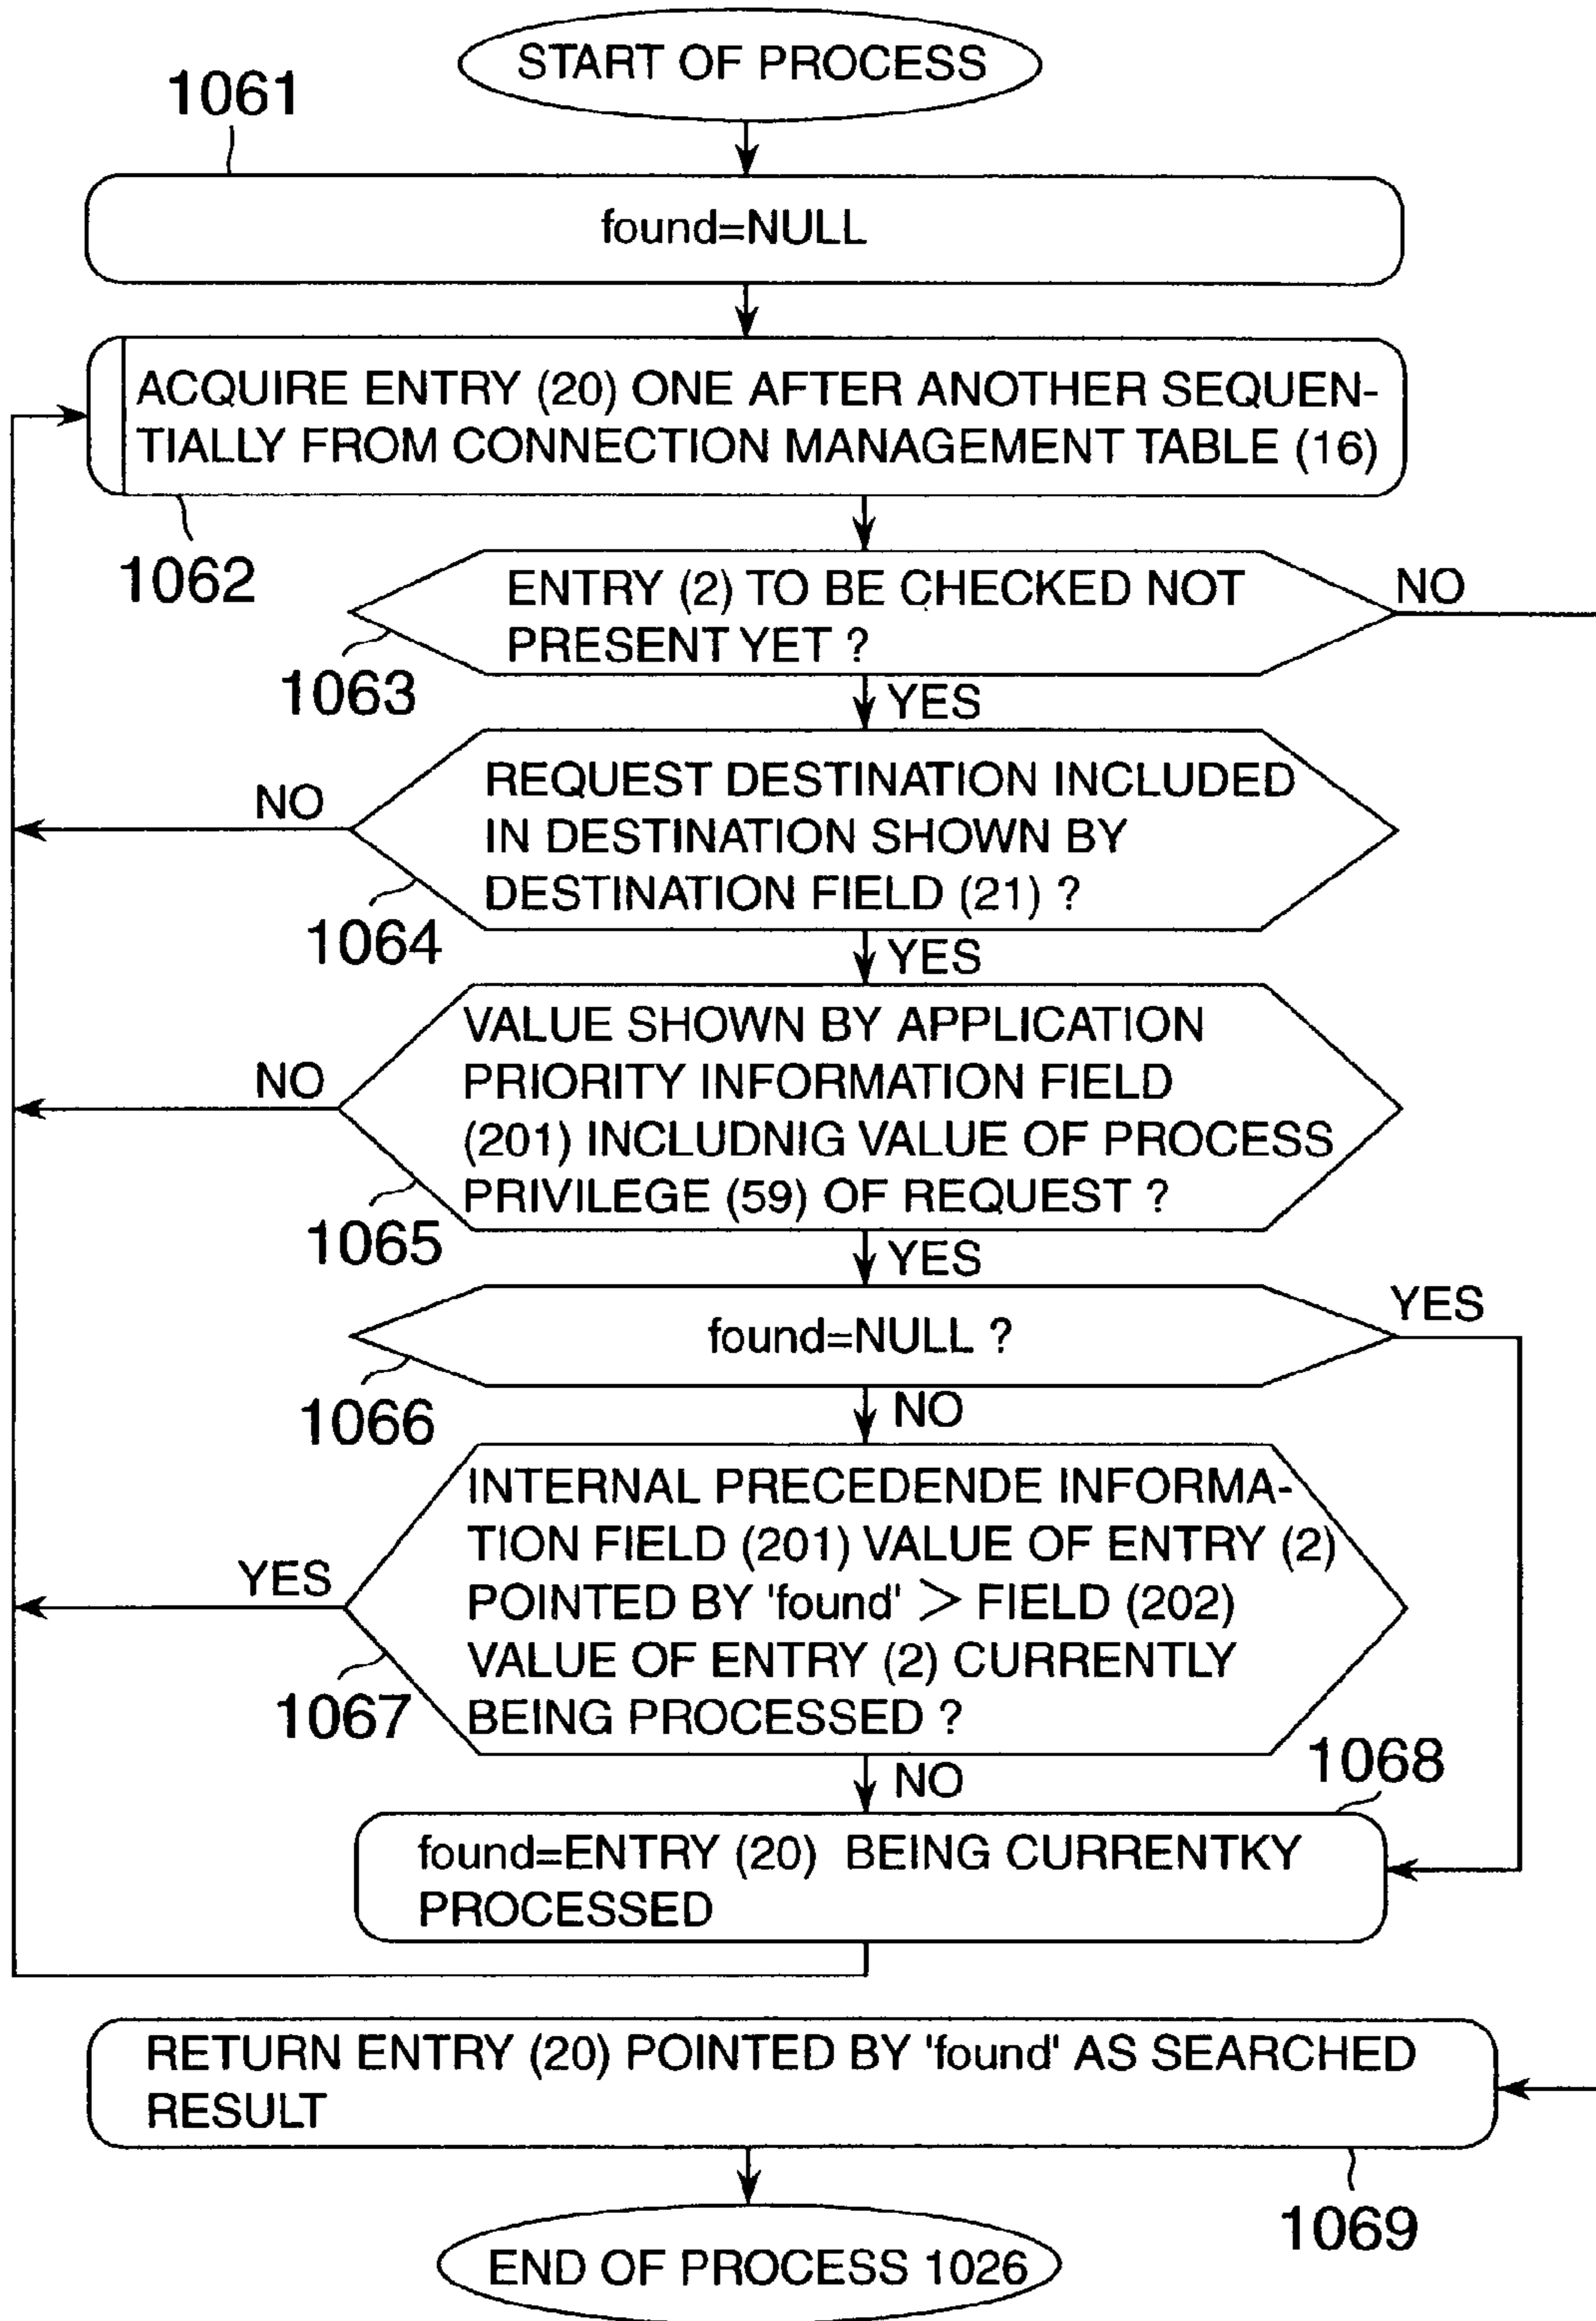 START OF PROCESS
1061
found=NULL
ACQUIRE ENTRY (20) ONE AFTER ANOTHER SEQUEN-
TIALLY FROM CONNECTION MANAGEMENT TABLE (16)
1062
ENTRY (2) TO BE CHECKED NOT
PRESENT YET ?
NO
1063
YES
REQUEST DESTINATION INCLUDED
IN DESTINATION SHOWN BY
DESTINATION FIELD (21) ?
NO
1064
YES
VALUE SHOWN BY APPLICATION
PRIORITY INFORMATION FIELD
(201) INCLUDNIG VALUE OF PROCESS
PRIVILEGE (59) OF REQUEST ?
NO
1065
YES
found=NULL ?
YES
1066
NO
INTERNAL PRECEDENDE INFORMA-
TION FIELD (201) VALUE OF ENTRY (2)
POINTED BY 'found' > FIELD (202)
VALUE OF ENTRY (2) CURRENTLY
BEING PROCESSED ?
YES
1067
NO
1068
found=ENTRY (20) BEING CURRENTKY
PROCESSED
RETURN ENTRY (20) POINTED BY 'found' AS SEARCHED
RESULT
1069
END OF PROCESS 1026